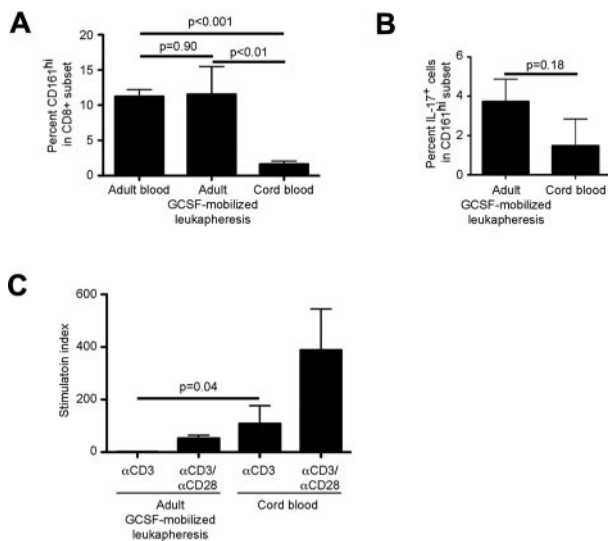 A
Percent CD161hi
in CD8+ subset
20
15
10
5
0
p<0.001
p=0.90
p<0.01
Adult blood
Adult
GCSF-mobilized
leukapheresis
Cord blood
B
Percent IL-17+ cells
in CD161hi subset
6
4
2
0
p=0.18
Adult
GCSF-mobilized
leukapheresis
Cord blood
C
Stimulatoin index
600
400
200
0
p=0.04
αCD3
αCD3/
αCD28
αCD3
αCD3/
αCD28
Adult
GCSF-mobilized
leukapheresis
Cord blood